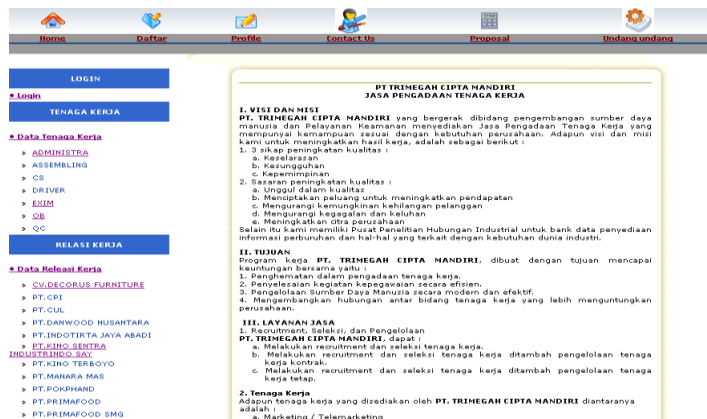 Home Daftar Profile Contact Us Proposal Undang undang
LOGIN
Login
TENAGA KERJA
Data Tenaga Kerja
ADMINISTRA
ASSEMBLING
CS
DRIVER
EXIM
OB
QC
RELASI KERJA
Data Releasi Kerja
CV.DECORUS FURNITURE
PT.CPI
PT.CUL
PT.DANWOOD NUSANTARA
PT.INDOTIRTA JAYA ABADI
PT.KINO SENTRA
INDUSTRINDO SAY
PT.KINO TERBOYO
PT.MANARA MAS
PT.POKPHAND
PT.PRIMAFOOD
PT.PRIMAFOOD SMG
PT TRIMEGAH CIPTA MANDIRI
JASA PENGADAAN TENAGA KERJA
I. VISI DAN MISI
PT. TRIMEGAH CIPTA MANDIRI yang bergerak dibidang pengembangan sumber daya
manusia dan Pelayanan Keamanan menyediakan Jasa Pengadaan Tenaga Kerja yang
mempunyai kemampuan sesuai dengan kebutuhan perusahaan. Adapun visi dan misi
kami untuk meningkatkan hasil kerja, adalah sebagai berikut :
1. 3 sikap peningkatan kualitas :
a. Keselarasan
b. Kesungguhan
c. Kepemimpinan
2. Sasaran peningkatan kualitas :
a. Unggul dalam kualitas
b. Menciptakan peluang untuk meningkatkan pendapatan
c. Mengurangi kemungkinan kehilangan pelanggan
d. Mengurangi kegagalan dan keluhan
e. Meningkatkan citra perusahaan
Selain itu kami memiliki Pusat Penelitian Hubungan Industrial untuk bank data penyediaan
informasi perburuhan dan hal-hal yang terkait dengan kebutuhan dunia industri.
II. TUJUAN
Program kerja PT. TRIMEGAH CIPTA MANDIRI, dibuat dengan tujuan mencapai
keuntungan bersama yaitu :
1. Penghematan dalam pengadaan tenaga kerja.
2. Penyelesaian kegiatan kepegawaian secara efisien.
3. Pengelolaan Sumber Daya Manusia secara modern dan efektif.
4. Mengembangkan hubungan antar bidang tenaga kerja yang lebih menguntungkan
perusahaan.
III. LAYANAN JASA
1. Recruitment, Seleksi, dan Pengelolaan
PT. TRIMEGAH CIPTA MANDIRI, dapat :
a. Melakukan recruitment dan seleksi tenaga kerja.
b. Melakukan recruitment dan seleksi tenaga kerja ditambah pengelolaan tenaga
kerja kontrak.
c. Melakukan recruitment dan seleksi tenaga kerja ditambah pengelolaan tenaga
kerja tetap.
2. Tenaga Kerja
Adapun tenaga kerja yang disediakan oleh PT. TRIMEGAH CIPTA MANDIRI diantaranya
adalah :
a. Marketing / Telemarketing